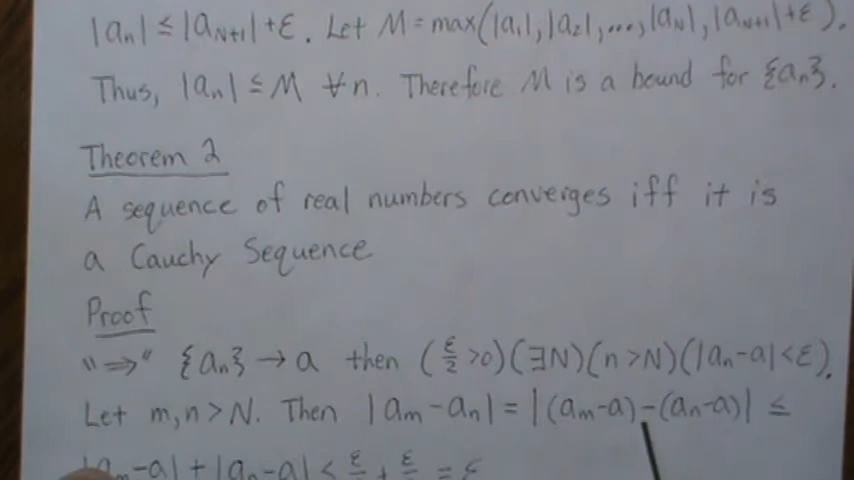 |an| ≤ |aN+1| + ε. Let M = max(|a1|, |a2|, ..., |aN|, |aN+1| + ε).
Thus, |an| ≤ M ∀n. Therefore M is a bound for {an}.
Theorem 2
A sequence of real numbers converges iff it is
a Cauchy Sequence
Proof
"⇒" {an} → a then (ε/2 >0)(∃N)(n>N)(|an-a|<ε).
Let m,n>N. Then |am-an| = |(am-a)-(an-a)| ≤
|am-a| + |an-a| < ε/ + ε/ = ε